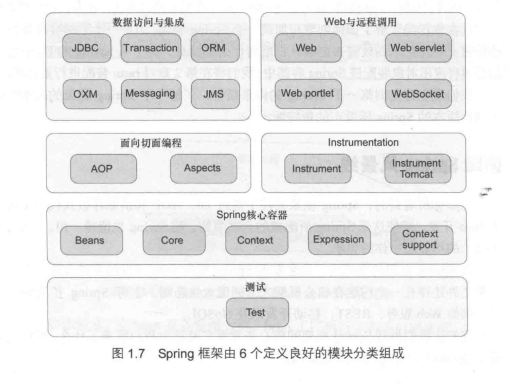 数据访问与集成
JDBC Transaction ORM
OXM Messaging JMS
Web与远程调用
Web Web servlet
Web portlet WebSocket
面向切面编程
AOP Aspects
Instrumentation
Instrument Instrument Tomcat
Spring核心容器
Beans Core Context Expression Context support
测试
Test
图 1.7 Spring 框架由 6 个定义良好的模块分类组成